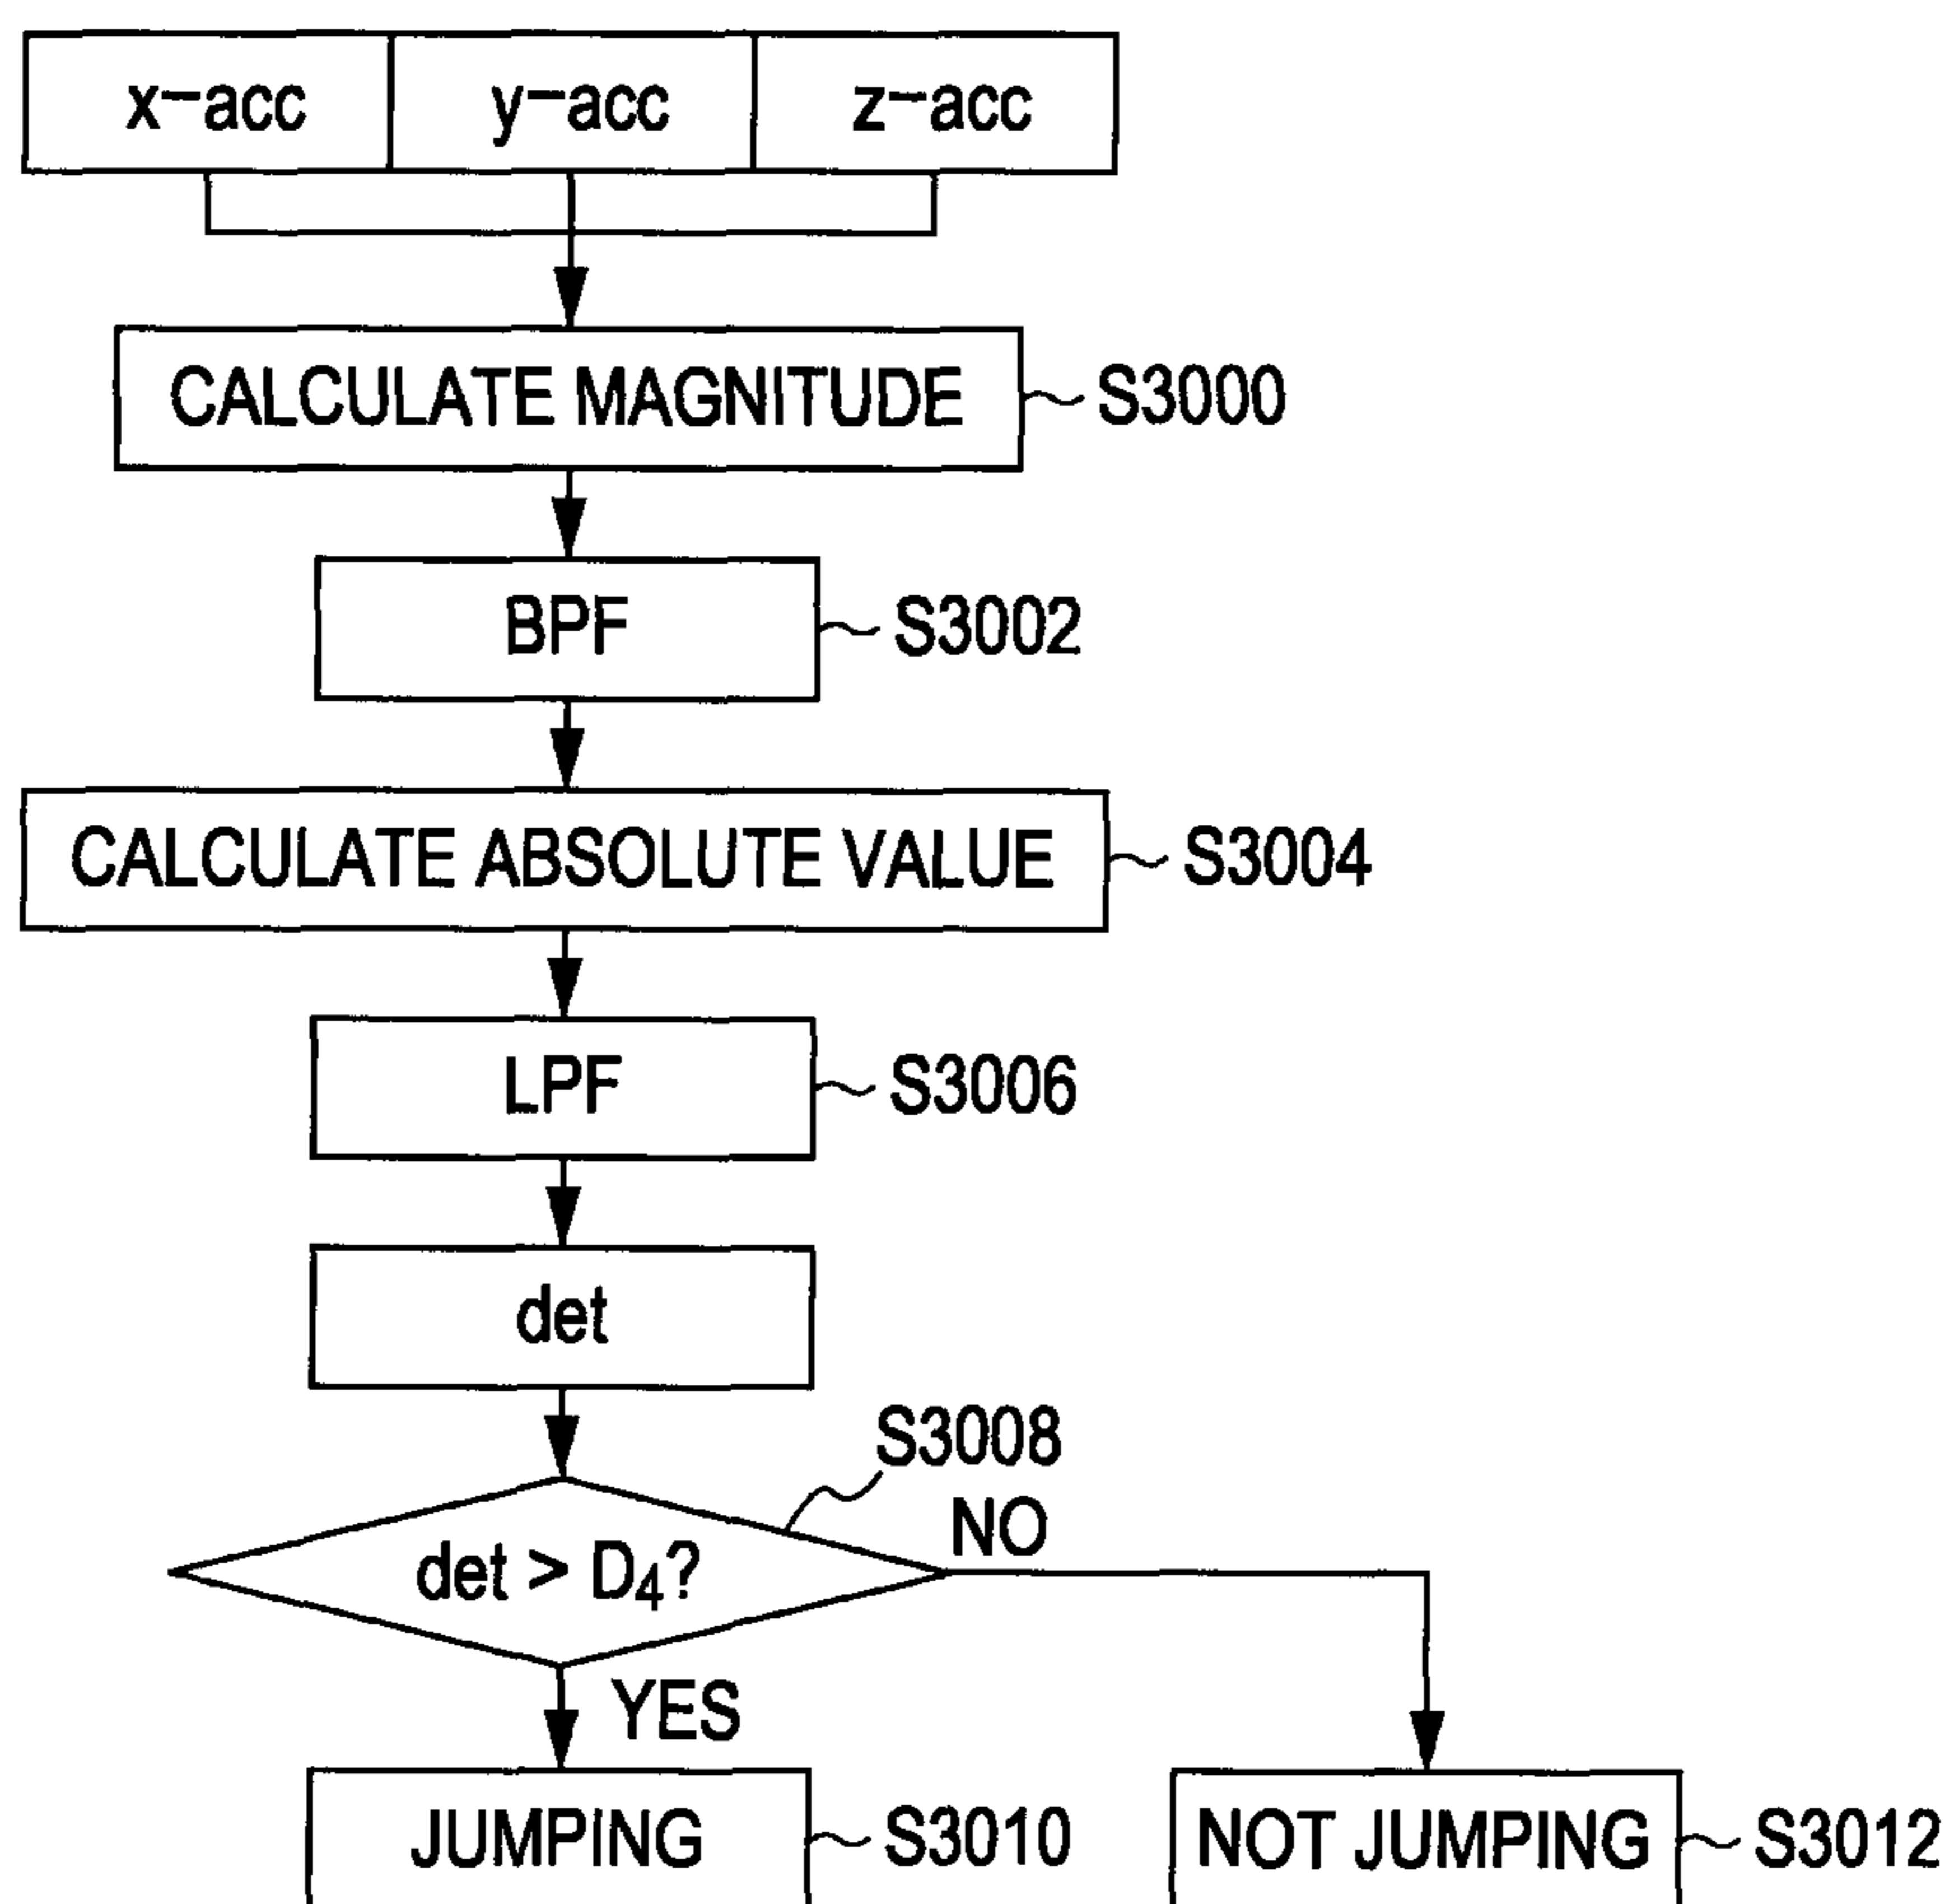 x-acc y-acc z-acc
CALCULATE MAGNITUDE S3000
BPF S3002
CALCULATE ABSOLUTE VALUE S3004
LPF S3006
det
S3008
NO
det > D4?
YES
JUMPING S3010 NOT JUMPING S3012